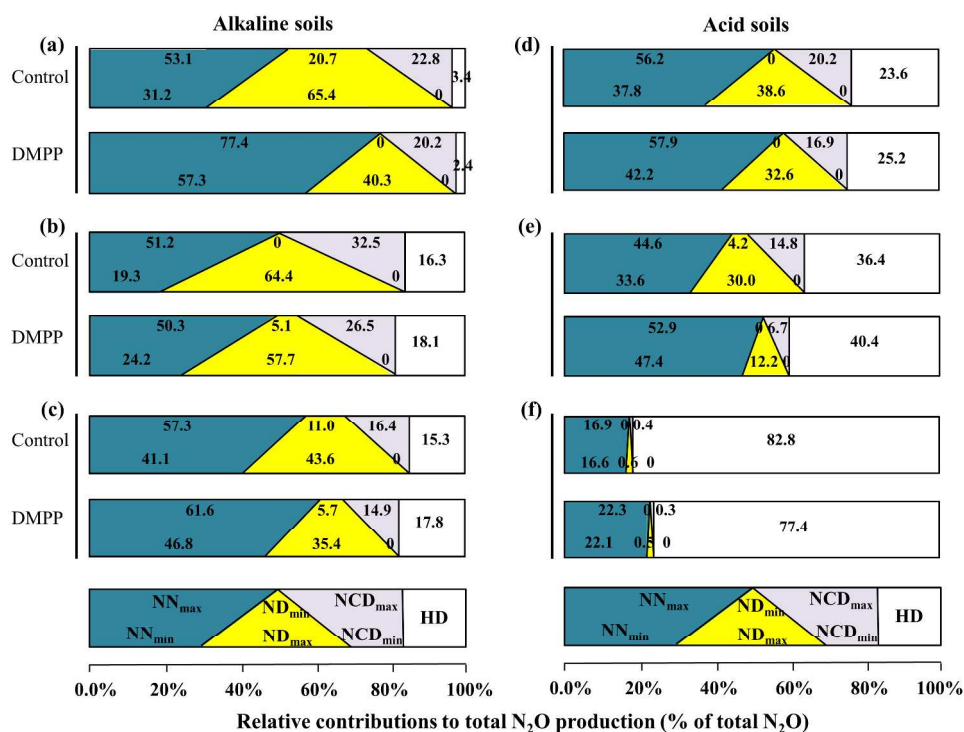 Alkaline soils
Acid soils
(a)
Control
53.1 20.7 22.8 3.4
31.2 65.4 0
DMPP
77.4 0 20.2 2.4
57.3 40.3 0
(b)
Control
51.2 0 32.5 16.3
19.3 64.4 0
DMPP
50.3 5.1 26.5 18.1
24.2 57.7 0
(c)
Control
57.3 11.0 16.4 15.3
41.1 43.6 0
DMPP
61.6 5.7 14.9 17.8
46.8 35.4 0
NNmax NDmin NCDmax HD
NNmin NDmax NCDmin
0.0% 20% 40% 60% 80% 100%
(d)
56.2 0 20.2 23.6
37.8 38.6 0
57.9 0 16.9 25.2
42.2 32.6 0
(e)
44.6 4.2 14.8 36.4
33.6 30.0 0
52.9 0 6.7 40.4
47.4 12.2 0
(f)
16.9 0 0.4 82.8
16.6 0.6 0
22.3 0 0.3 77.4
22.1 0.5 0
NNmax NDmin NCDmax HD
NNmin NDmax NCDmin
0.0% 20% 40% 60% 80% 100%
Relative contributions to total N₂O production (% of total N₂O)